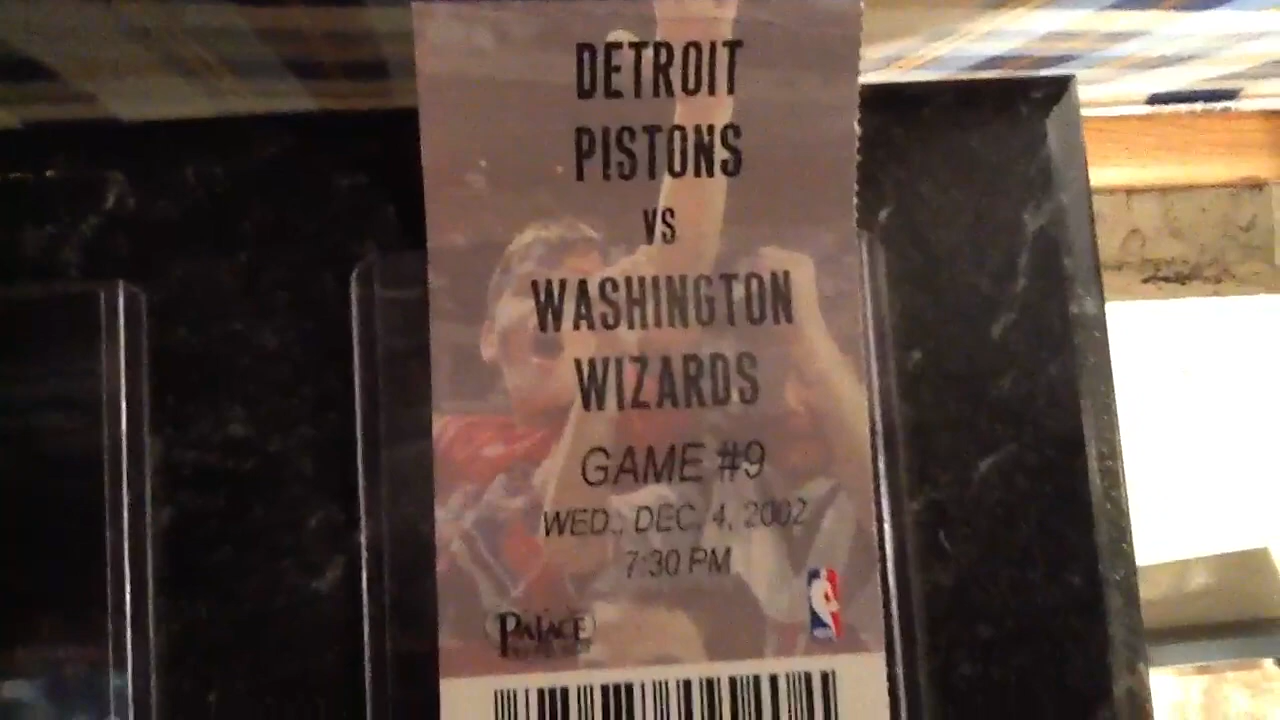 DETROIT
PISTONS
VS
WASHINGTON
WIZARDS
GAME #9
WED., DEC. 4, 2002
7:30 PM
PALACE